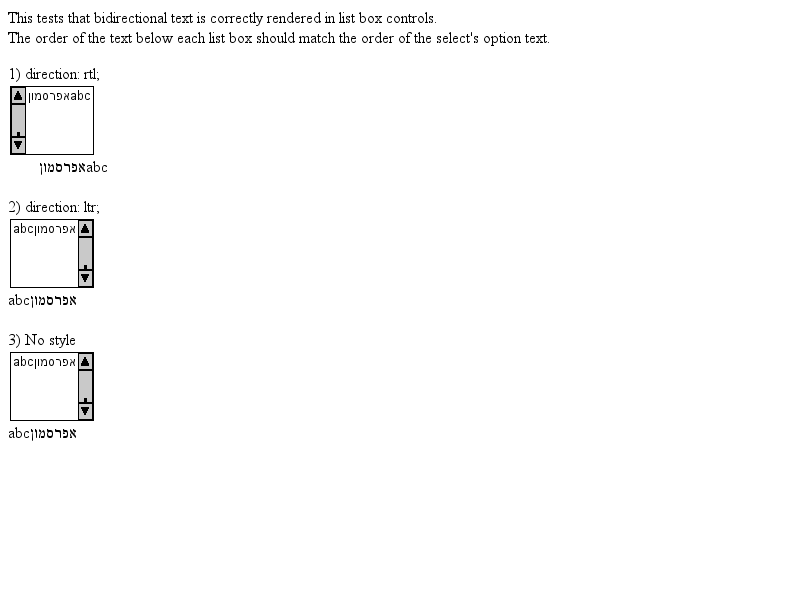 This tests that bidirectional text is correctly rendered in list box controls.
The order of the text below each list box should match the order of the select's option text.
1) direction: rtl;
abcאפרסמון
abcאפרסמון
2) direction: ltr;
abcאפרסמון
abcאפרסמון
3) No style
abcאפרסמון
abcאפרסמון